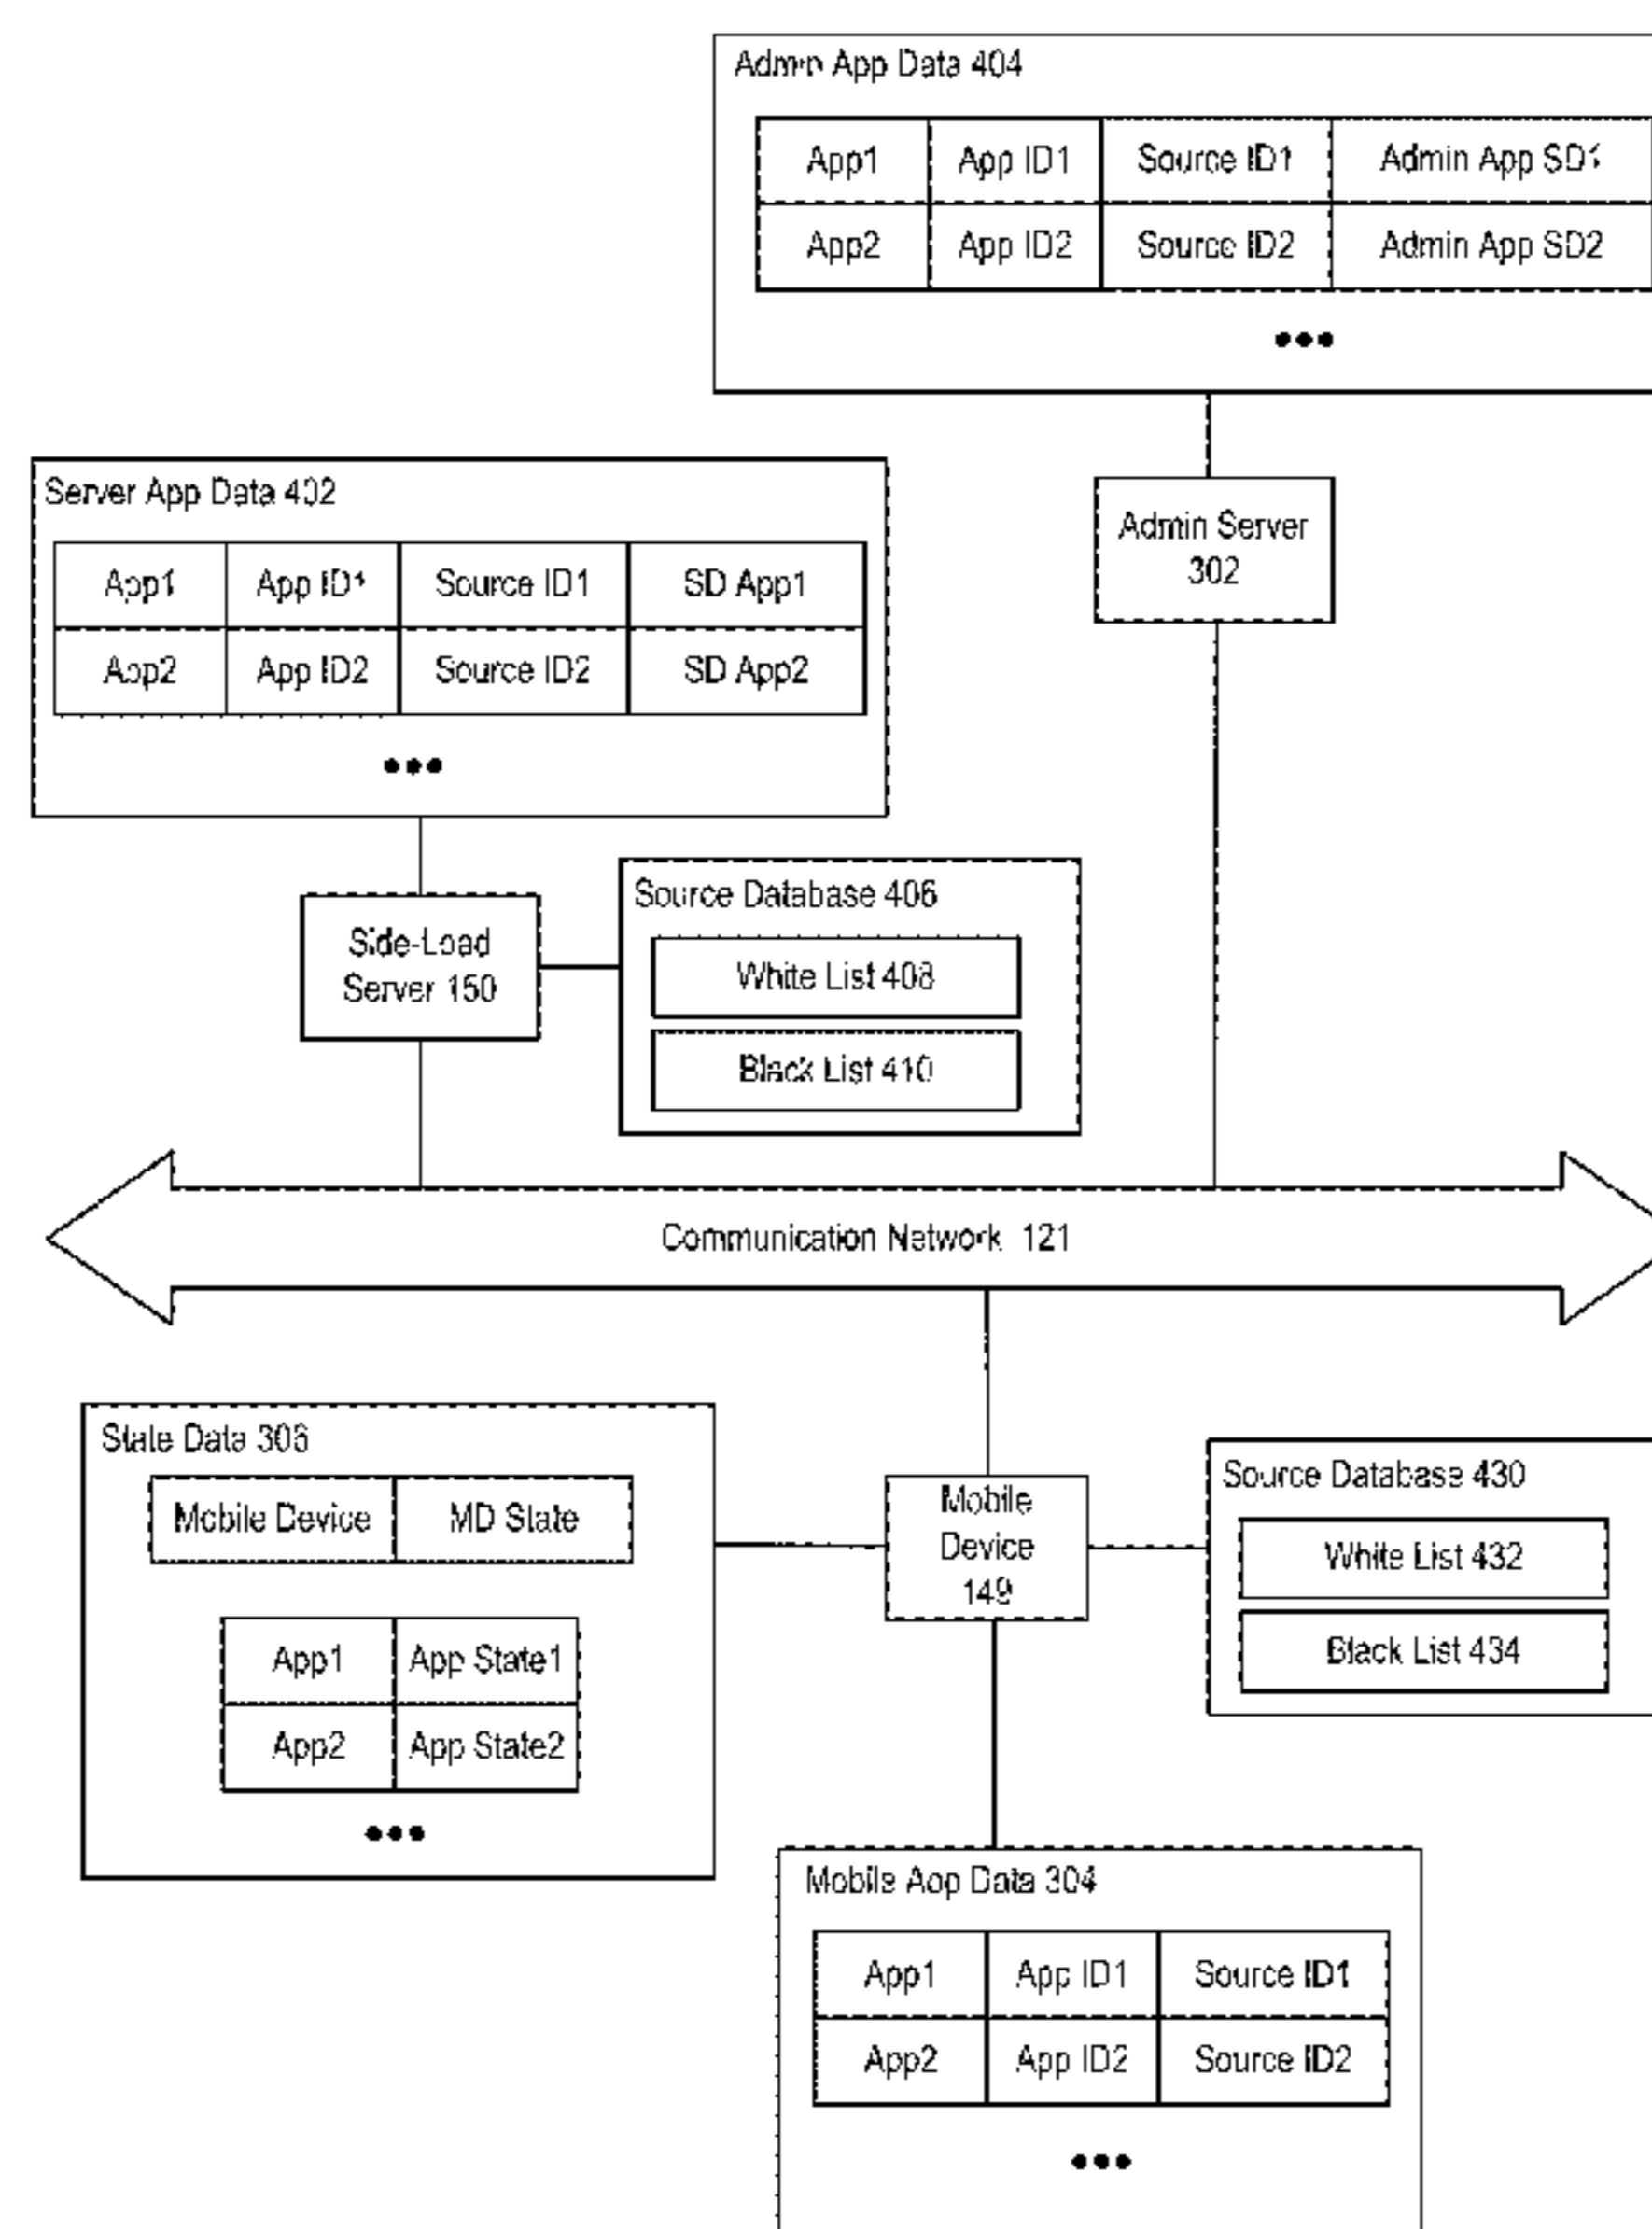 Admin App Data 404
App1 App ID1 Source ID1 Admin App SD1
App2 App ID2 Source ID2 Admin App SD2
Server App Data 402
App1 App ID1 Source ID1 SD App1
App2 App ID2 Source ID2 SD App2
Admin Server
302
Side-Load
Server 150
Source Database 406
White List 408
Black List 410
Communication Network 121
State Data 306
Mobile Device MD State
App1 App State1
App2 App State2
Mobile
Device
149
Source Database 430
White List 432
Black List 434
Mobile App Data 304
App1 App ID1 Source ID1
App2 App ID2 Source ID2